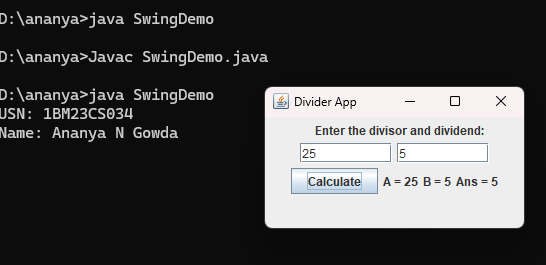 D:\ananya>java SwingDemo
D:\ananya>Javac SwingDemo.java
D:\ananya>java SwingDemo
USN: 1BM23CS034
Name: Ananya N Gowda
Divider App
Enter the divisor and dividend:
25 5
Calculate A = 25 B = 5 Ans = 5